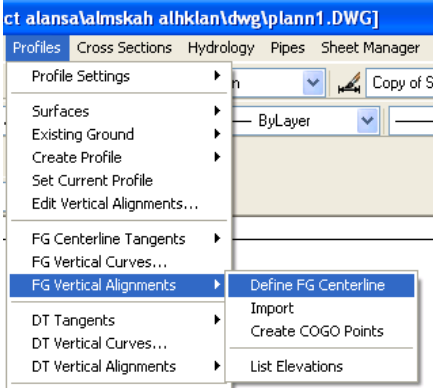 ct alansa\almskah alhklan\dwg\plann1.DWG]
Profiles Cross Sections Hydrology Pipes Sheet Manager
Profile Settings
Copy of S
Surfaces
ByLayer
Existing Ground
Create Profile
Set Current Profile
Edit Vertical Alignments...
FG Centerline Tangents
FG Vertical Curves...
FG Vertical Alignments
Define FG Centerline
Import
DT Tangents
Create COGO Points
DT Vertical Curves...
DT Vertical Alignments
List Elevations